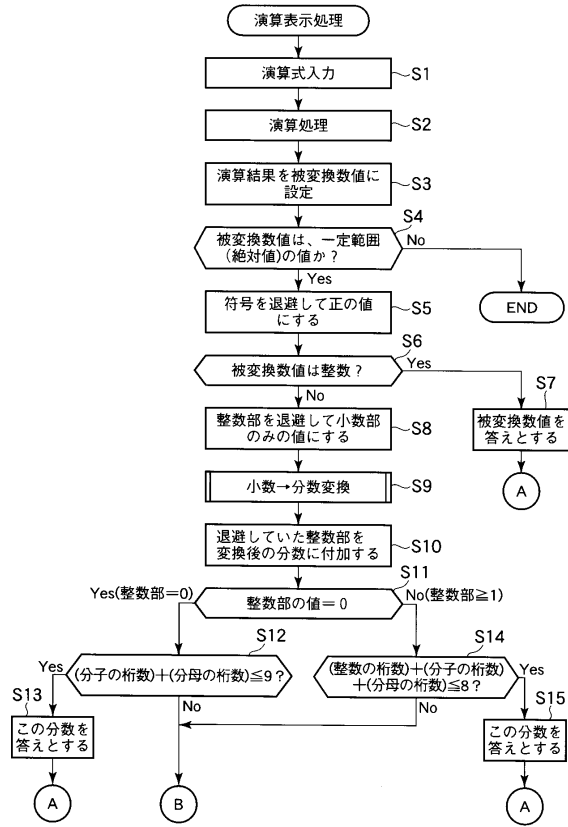 演算表示処理
演算式入力
S1
演算処理
S2
演算結果を被変換数値に
設定
S3
S4
被変換数値は、一定範囲
(絶対値)の値か?
No
Yes
END
符号を退避して正の値
にする
S5
S6
被変換数値は整数?
Yes
No
S7
被変換数値を
答えとする
A
整数部を退避して小数部
のみの値にする
S8
小数→分数変換
S9
退避していた整数部を
変換後の分数に付加する
S10
S11
整数部の値=0
Yes(整数部=0)
No(整数部≧1)
S12
(分子の桁数)+(分母の桁数)≦9?
Yes
No
S13
この分数を
答えとする
A
B
S14
(整数の桁数)+(分子の桁数)
+(分母の桁数)≦8?
Yes
No
S15
この分数を
答えとする
A